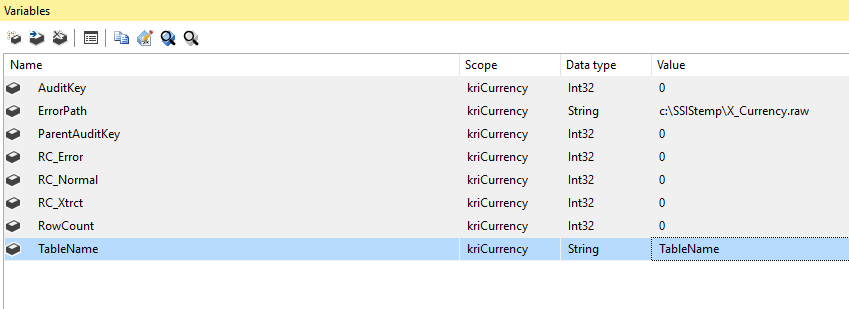 Variables
Name Scope Data type Value
AuditKey kriCurrency Int32 0
ErrorPath kriCurrency String c:\SSIStemp\X_Currency.raw
ParentAuditKey kriCurrency Int32 0
RC_Error kriCurrency Int32 0
RC_Normal kriCurrency Int32 0
RC_Xtrct kriCurrency Int32 0
RowCount kriCurrency Int32 0
TableName kriCurrency String TableName